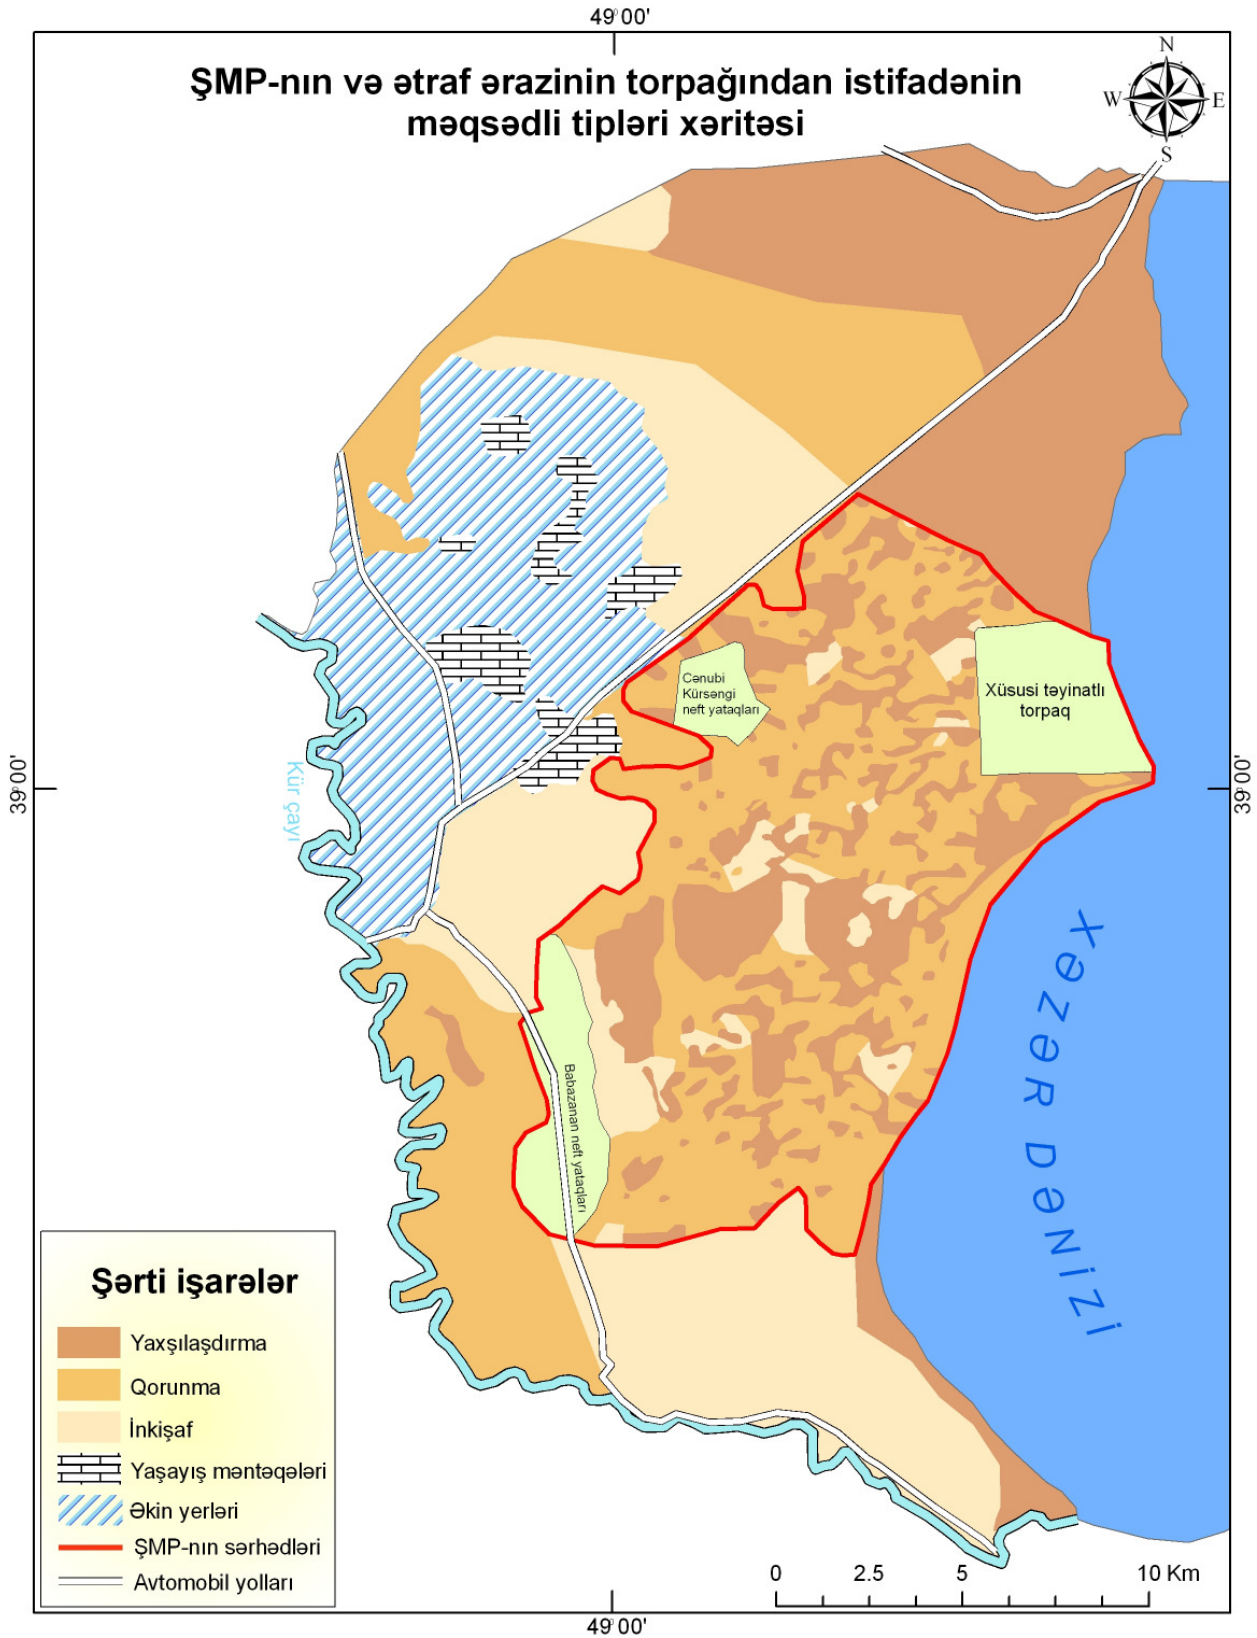 49°00'
ŞMP-nın və ətraf ərazinin torpağından istifadənin
məqsədli tipləri xəritəsi
N
W
E
S
Cənubi
Kürsəngi
neft yataqları
Xüsusi təyinatlı
torpaq
39°00'
39°00'
Kür çayı
XəZəR DəNİZİ
Babazanan neft yataqları
Şərti işarələr
Yaxşılaşdırma
Qorunma
İnkişaf
Yaşayış məntəqələri
Əkin yerləri
ŞMP-nın sərhədləri
Avtomobil yolları
0 2.5 5 10 Km
49°00'